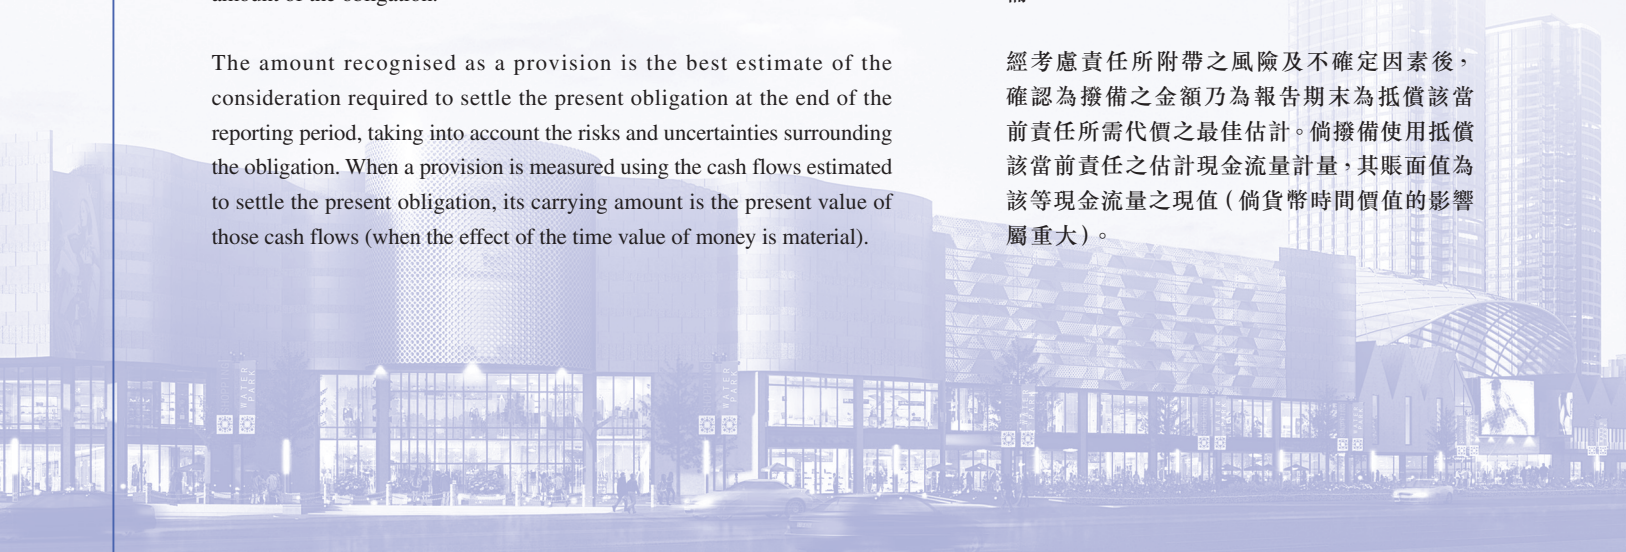 amount of the obligation.
The amount recognised as a provision is the best estimate of the
consideration required to settle the present obligation at the end of the
reporting period, taking into account the risks and uncertainties surrounding
the obligation. When a provision is measured using the cash flows estimated
to settle the present obligation, its carrying amount is the present value of
those cash flows (when the effect of the time value of money is material).
經考慮責任所附帶之風險及不確定因素後，
確認為撥備之金額乃為報告期末為抵償該當
前責任所需代價之最佳估計。倘撥備使用抵償
該當前責任之估計現金流量計量，其賬面值為
該等現金流量之現值（倘貨幣時間價值的影響
屬重大）。
WATER
PARK